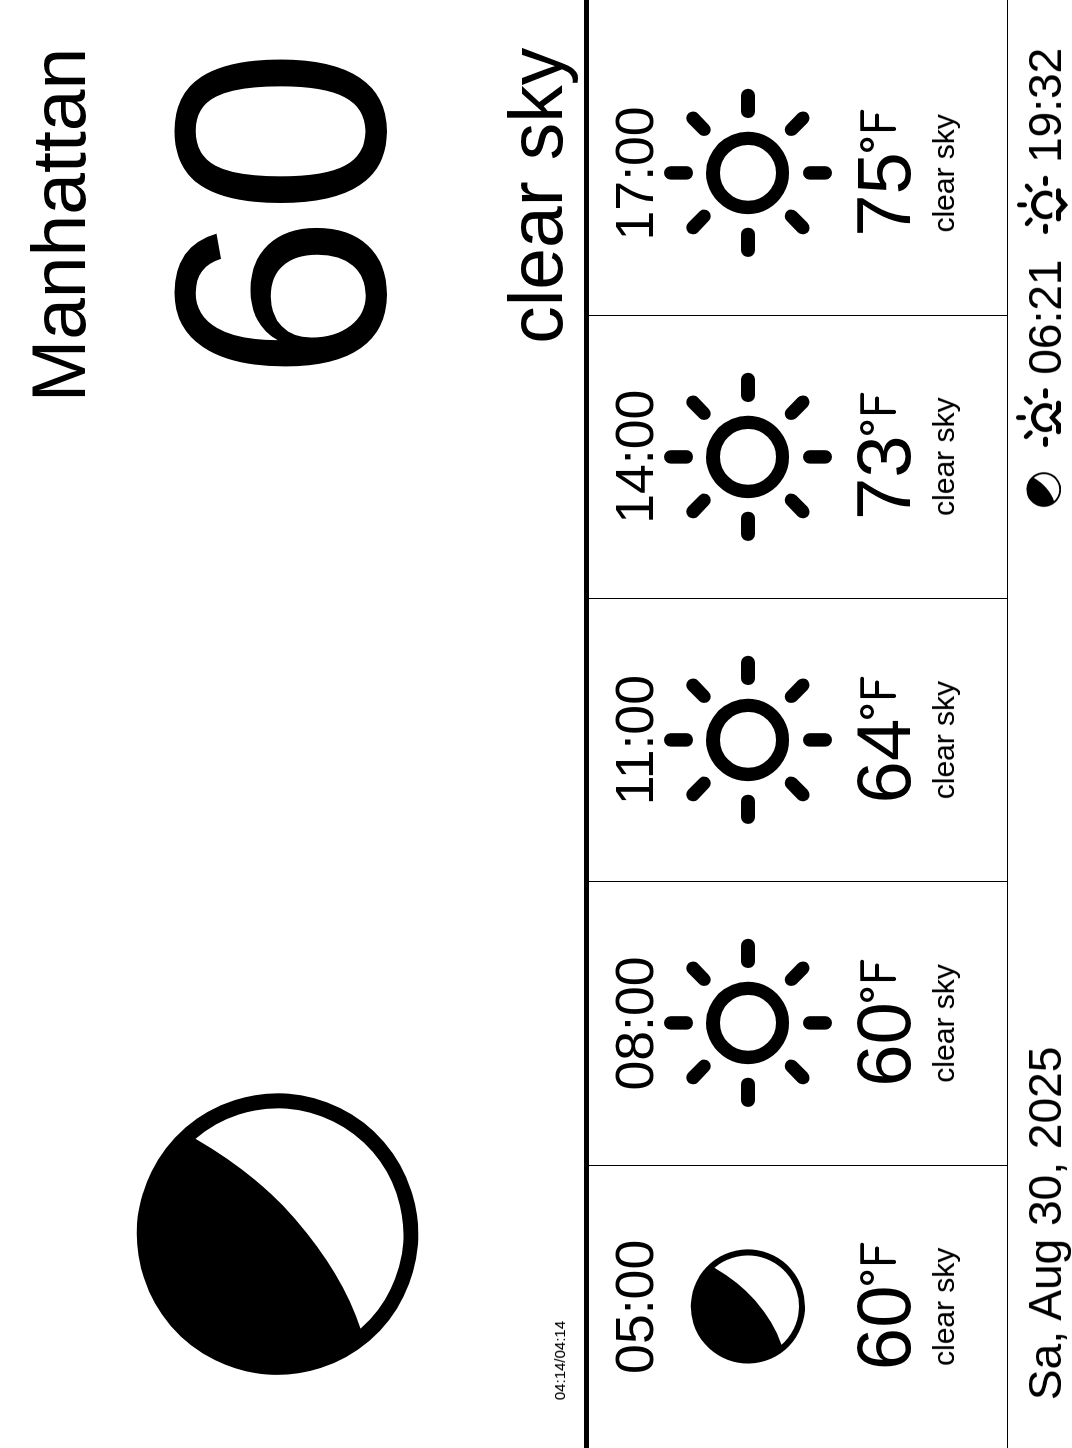 Manhattan
60
clear sky
04:14/04:14
05:00 08:00 11:00 14:00 17:00
60°F 60°F 64°F 73°F 75°F
clear sky clear sky clear sky clear sky clear sky
Sa, Aug 30, 2025 06:21 19:32